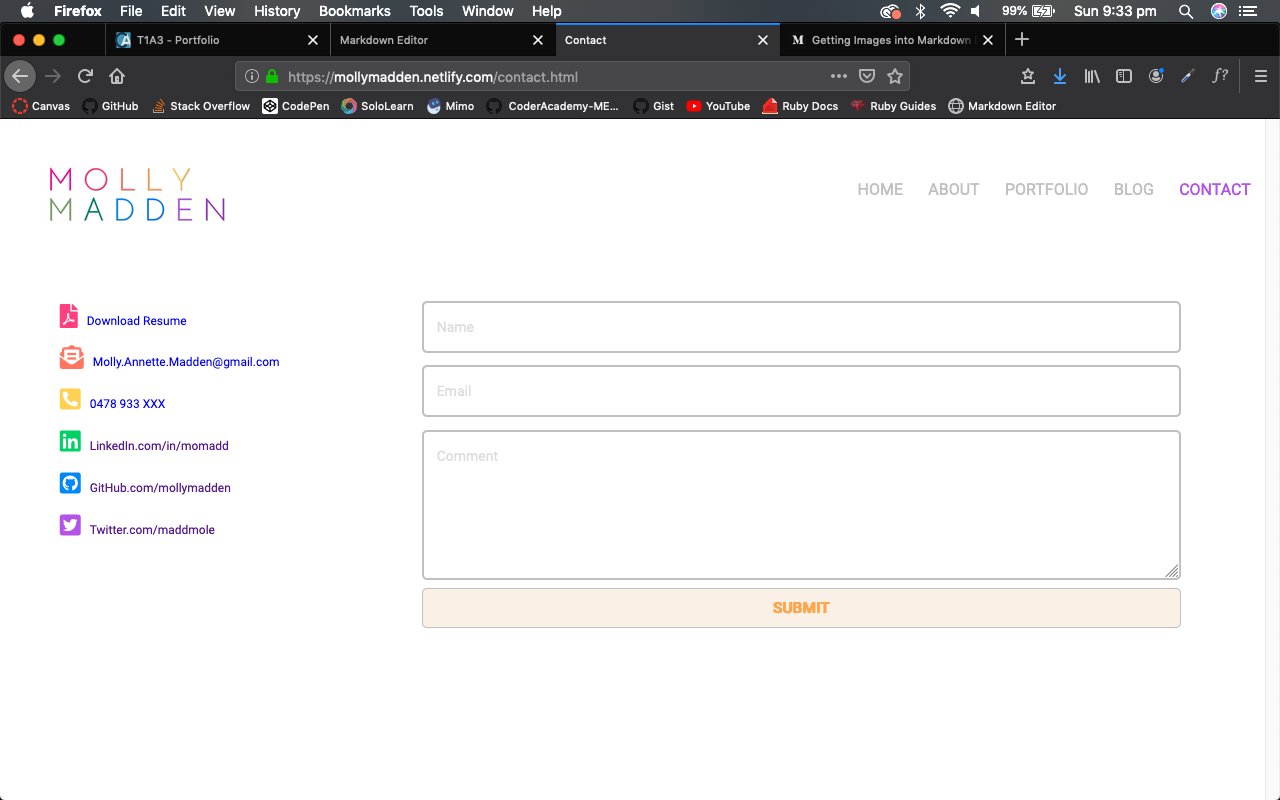 Firefox File Edit View History Bookmarks Tools Window Help 99% Sun 9:33 pm
T1A3 - Portfolio Markdown Editor Contact Getting Images into Markdown
https://mollymadden.netlify.com/contact.html
Canvas GitHub Stack Overflow CodePen SoloLearn Mimo CoderAcademy-ME... Gist YouTube Ruby Docs Ruby Guides Markdown Editor
MOLLY
MADDEN
HOME ABOUT PORTFOLIO BLOG CONTACT
Download Resume
Molly.Annette.Madden@gmail.com
0478 933 XXX
LinkedIn.com/in/momadd
GitHub.com/mollymadden
Twitter.com/maddmole
Name
Email
Comment
SUBMIT